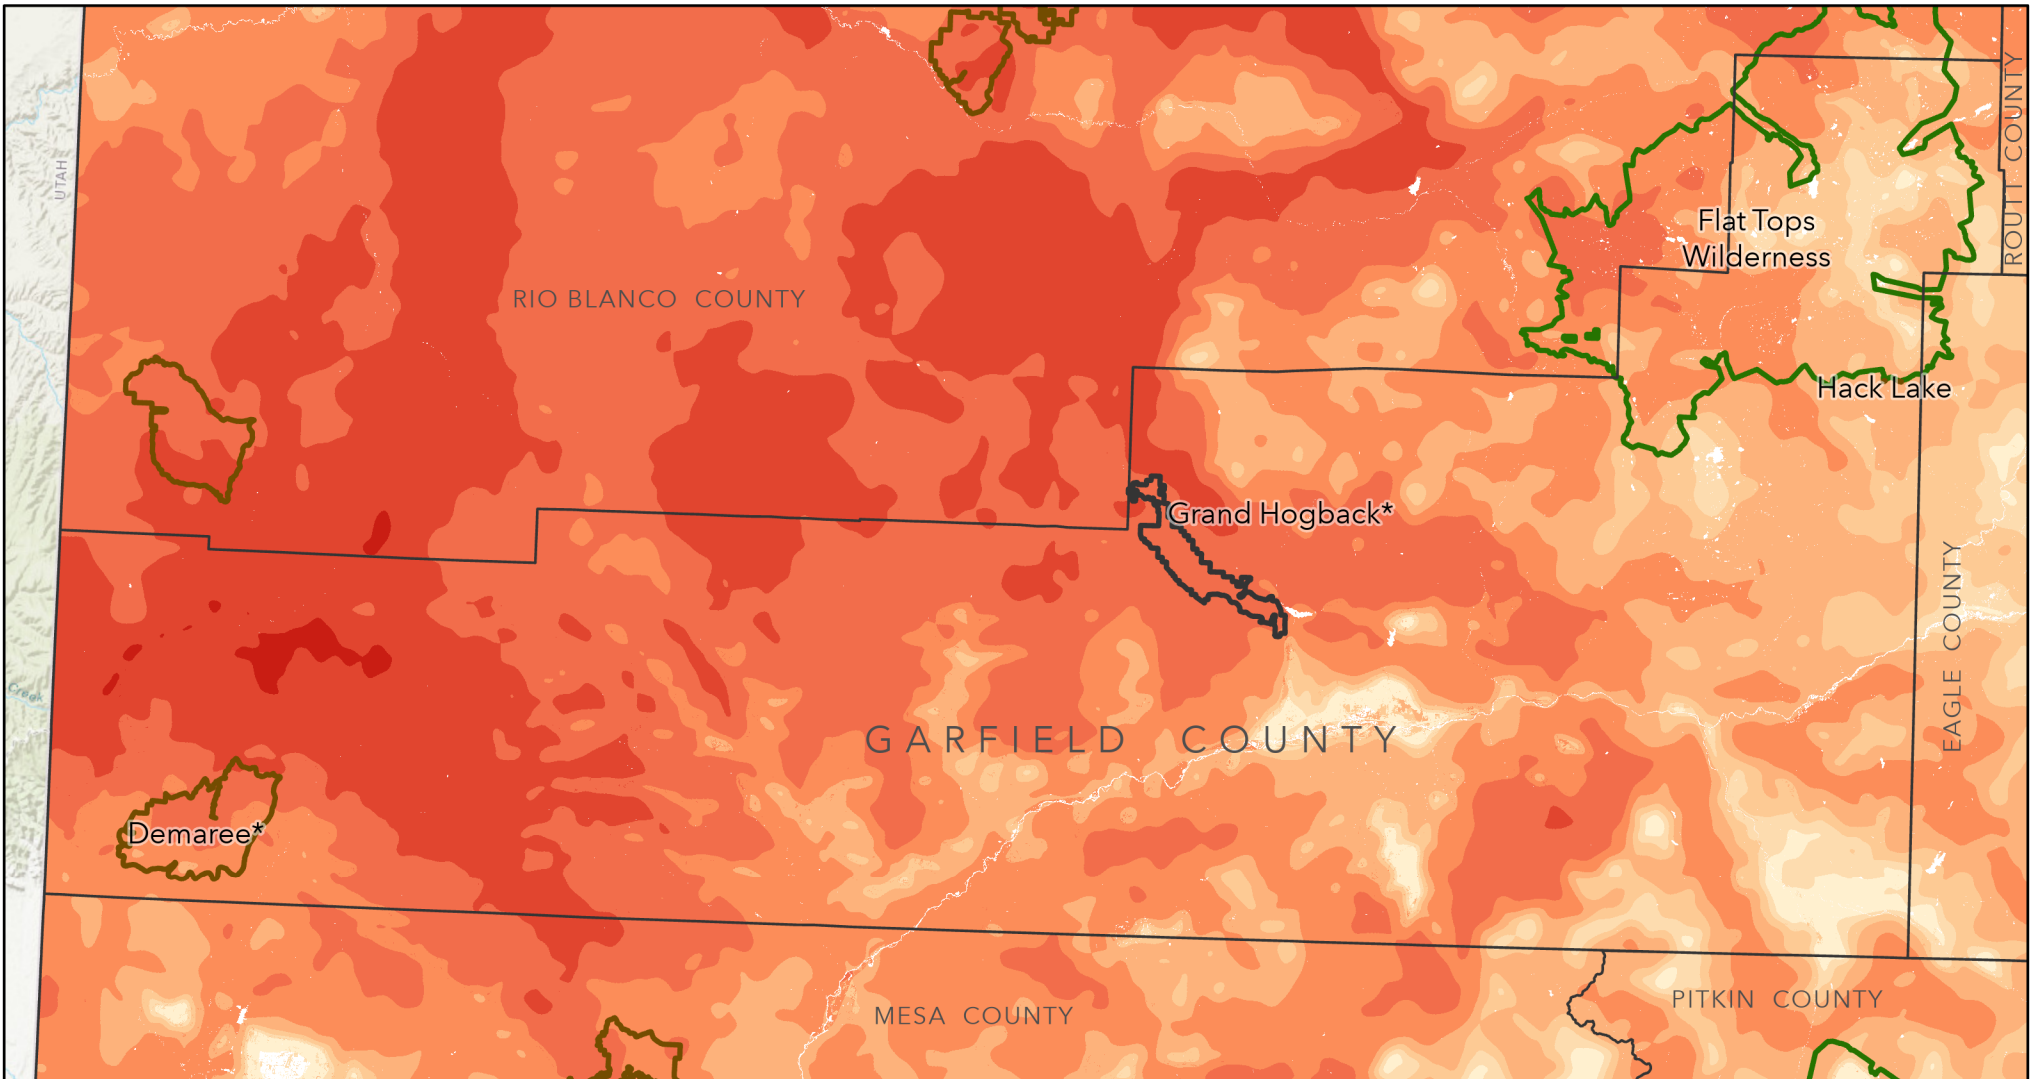 UTAH
ROUTT COUNTY
Flat Tops
Wilderness
RIO BLANCO COUNTY
Hack Lake
Grand Hogback*
EAGLE COUNTY
Creek
GARFIELD COUNTY
Demaree*
PITKIN COUNTY
MESA COUNTY